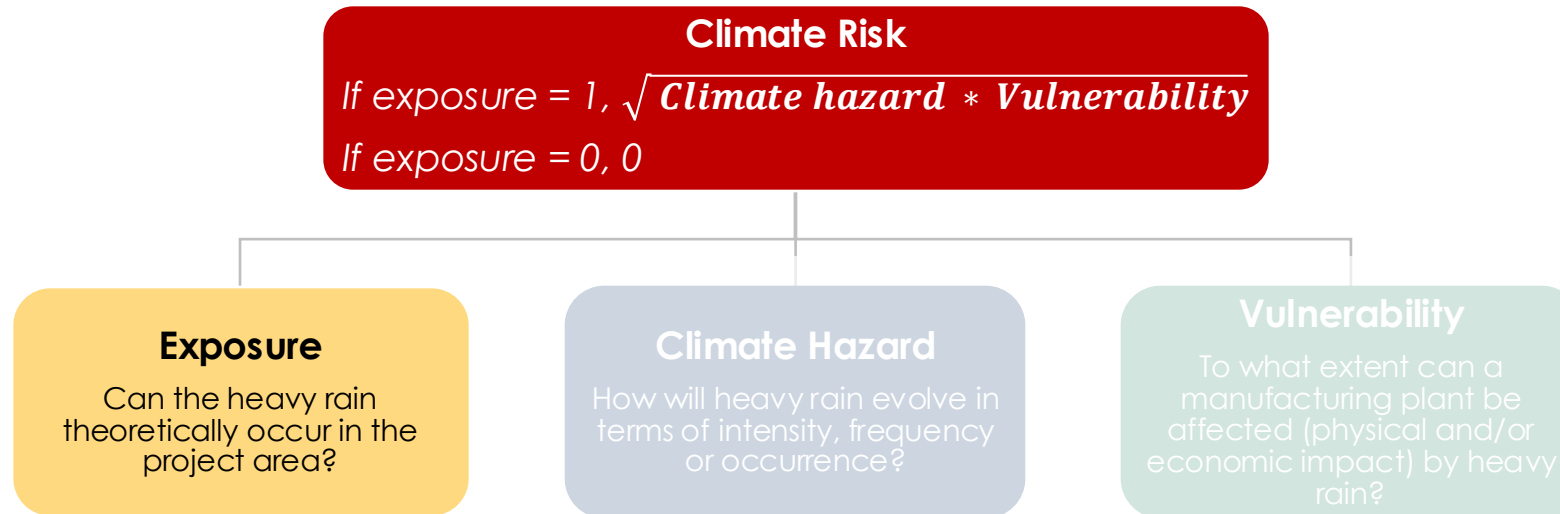 Climate Risk
If exposure = 1, √Climate hazard * Vulnerability
If exposure = 0, 0
Exposure
Can the heavy rain
theoretically occur in the
project area?
Climate Hazard
How will heavy rain evolve in
terms of intensity, frequency
or occurrence?
Vulnerability
To what extent can a
manufacturing plant be
affected (physical and/or
economic impact) by heavy
rain?